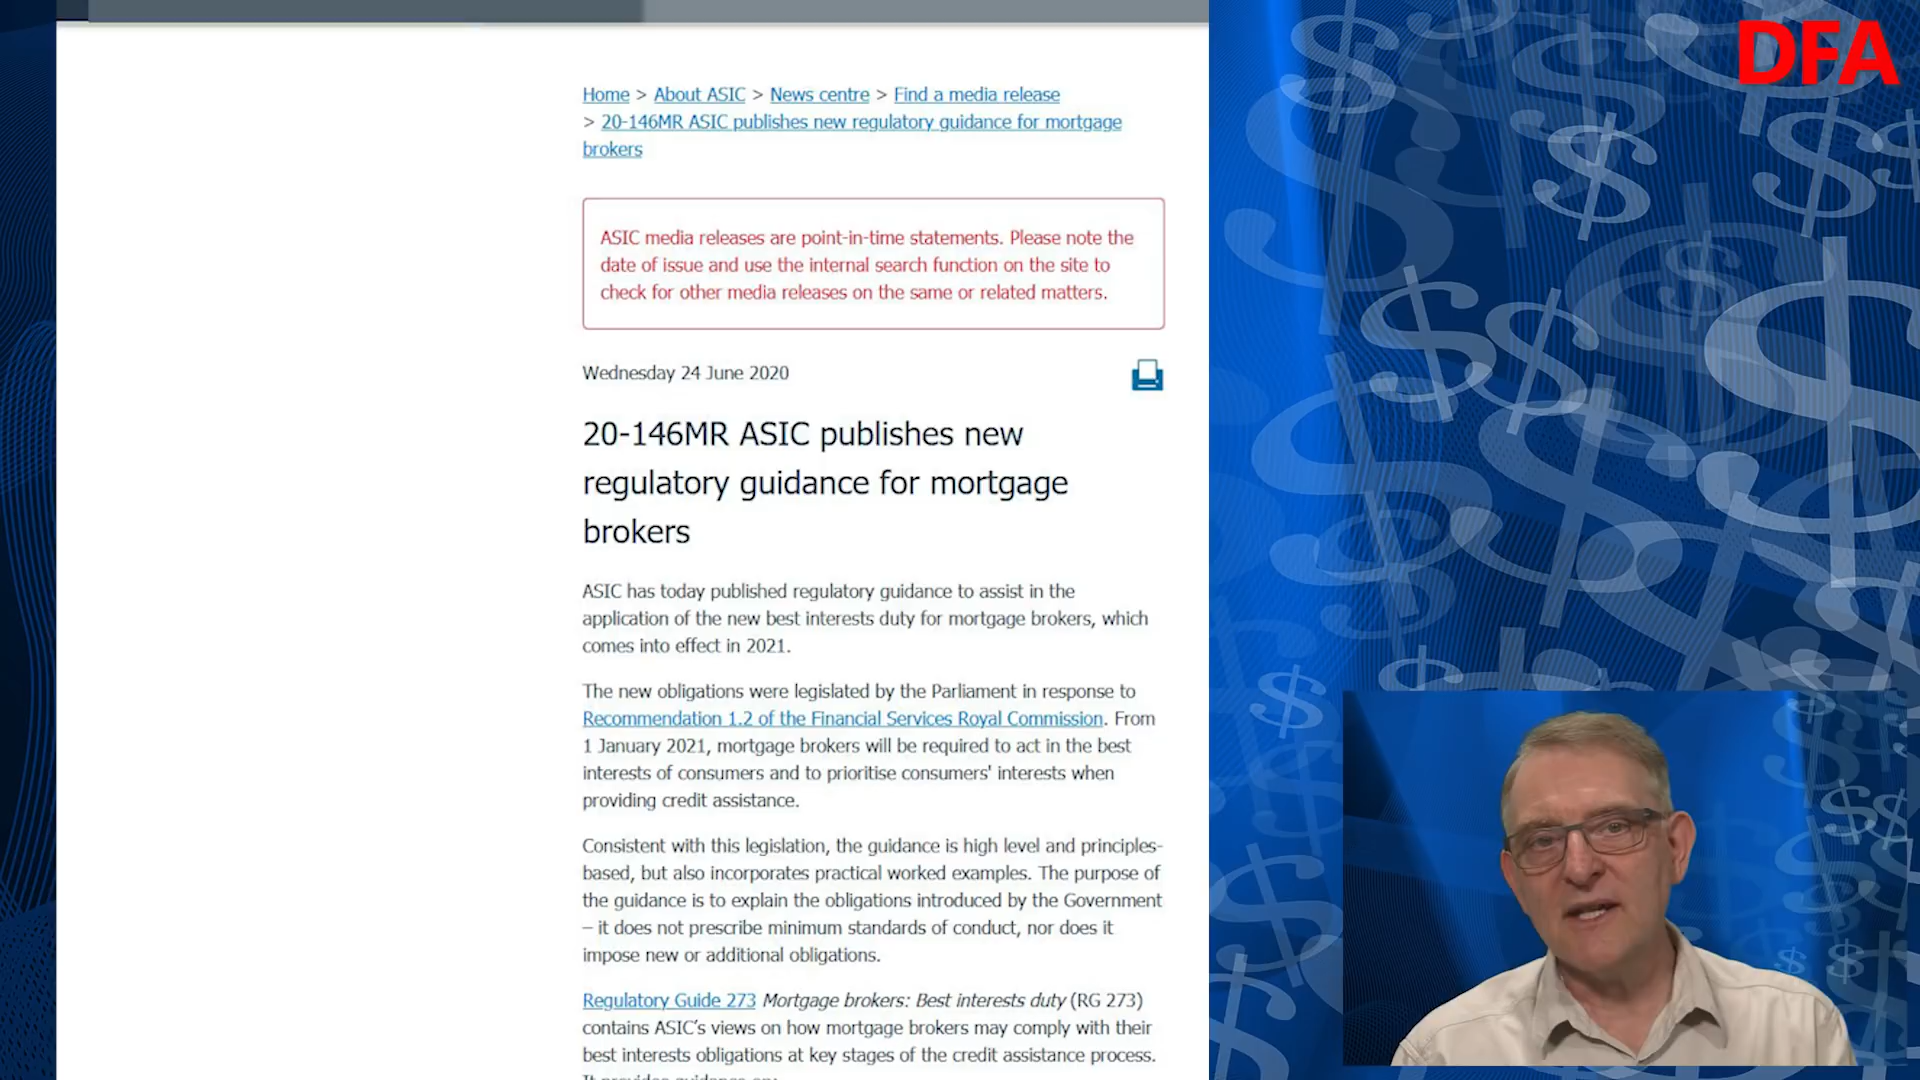 DFA
Home > About ASIC > News centre > Find a media release
> 20-146MR ASIC publishes new regulatory guidance for mortgage
brokers
ASIC media releases are point-in-time statements. Please note the
date of issue and use the internal search function on the site to
check for other media releases on the same or related matters.
Wednesday 24 June 2020
20-146MR ASIC publishes new
regulatory guidance for mortgage
brokers
ASIC has today published regulatory guidance to assist in the
application of the new best interests duty for mortgage brokers, which
comes into effect in 2021.
The new obligations were legislated by the Parliament in response to
Recommendation 1.2 of the Financial Services Royal Commission. From
1 January 2021, mortgage brokers will be required to act in the best
interests of consumers and to prioritise consumers' interests when
providing credit assistance.
Consistent with this legislation, the guidance is high level and principles-
based, but also incorporates practical worked examples. The purpose of
the guidance is to explain the obligations introduced by the Government
– it does not prescribe minimum standards of conduct, nor does it
impose new or additional obligations.
Regulatory Guide 273 Mortgage brokers: Best interests duty (RG 273)
contains ASIC’s views on how mortgage brokers may comply with their
best interests obligations at key stages of the credit assistance process.